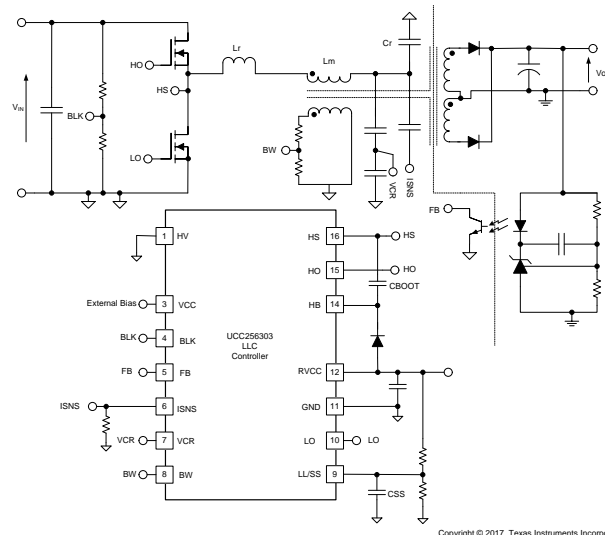 Cr
Lr
Lm
HO
HS
VIN
BLK
LO
BW
VCR
ISNS
Vo
FB
1 HV
HS 16 HS
HO 15 HO
CBOOT
External Bias 3 VCC
HB 14
UCC256303
LLC
Controller
BLK 4 BLK
FB 5 FB
RVCC 12
ISNS 6 ISNS
GND 11
VCR 7 VCR
LO 10 LO
BW 8 BW
LL/SS 9
CSS
Copyright © 2017, Texas Instruments Incorpo